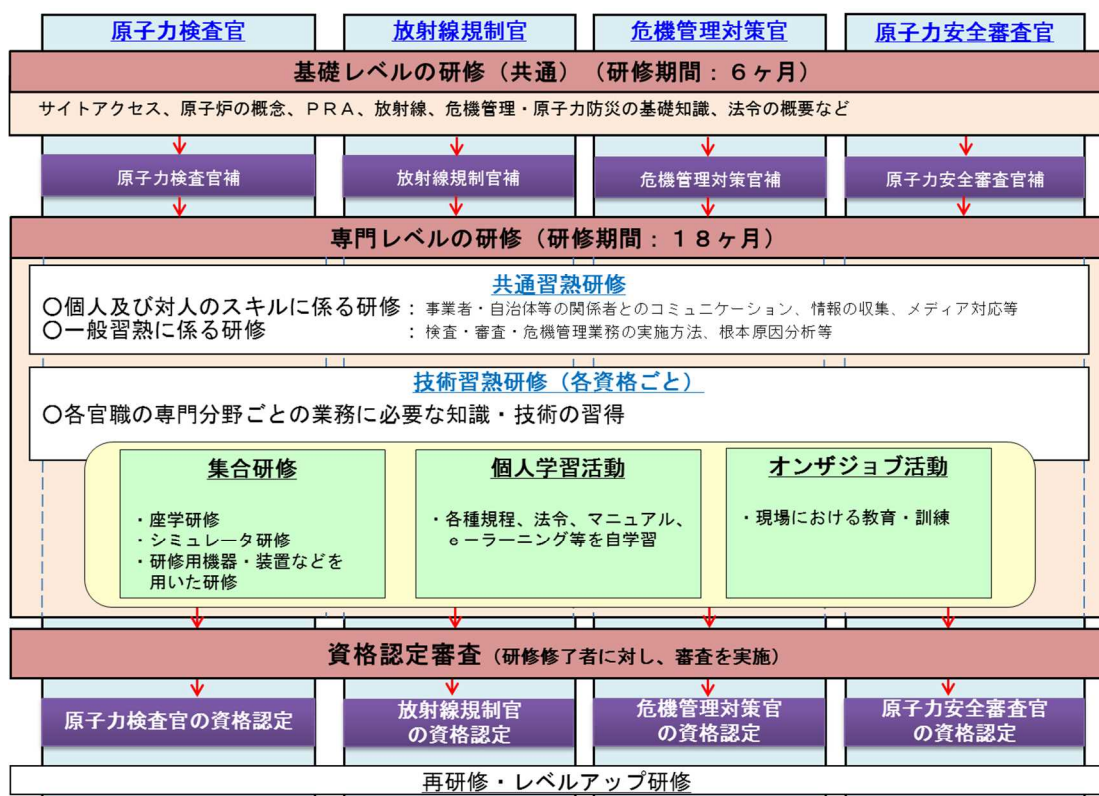 原子力検査官
放射線規制官
危機管理対策官
原子力安全審査官
基礎レベルの研修（共通）（研修期間：６ヶ月）
サイトアクセス、原子炉の概念、ＰＲＡ、放射線、危機管理・原子力防災の基礎知識、法令の概要など
原子力検査官補
放射線規制官補
危機管理対策官補
原子力安全審査官補
専門レベルの研修（研修期間：１８ヶ月）
共通習熟研修
〇個人及び対人のスキルに係る研修：事業者・自治体等の関係者とのコミュニケーション、情報の収集、メディア対応等
〇一般習熟に係る研修：検査・審査・危機管理業務の実施方法、根本原因分析等
技術習熟研修（各資格ごと）
〇各官職の専門分野ごとの業務に必要な知識・技術の習得
集合研修
・座学研修
・シミュレータ研修
・研修用機器・装置などを
用いた研修
個人学習活動
・各種規程、法令、マニュアル、
ｅーラーニング等を自学習
オンザジョブ活動
・現場における教育・訓練
資格認定審査（研修修了者に対し、審査を実施）
原子力検査官の資格認定
放射線規制官
の資格認定
危機管理対策官
の資格認定
原子力安全審査官
の資格認定
再研修・レベルアップ研修